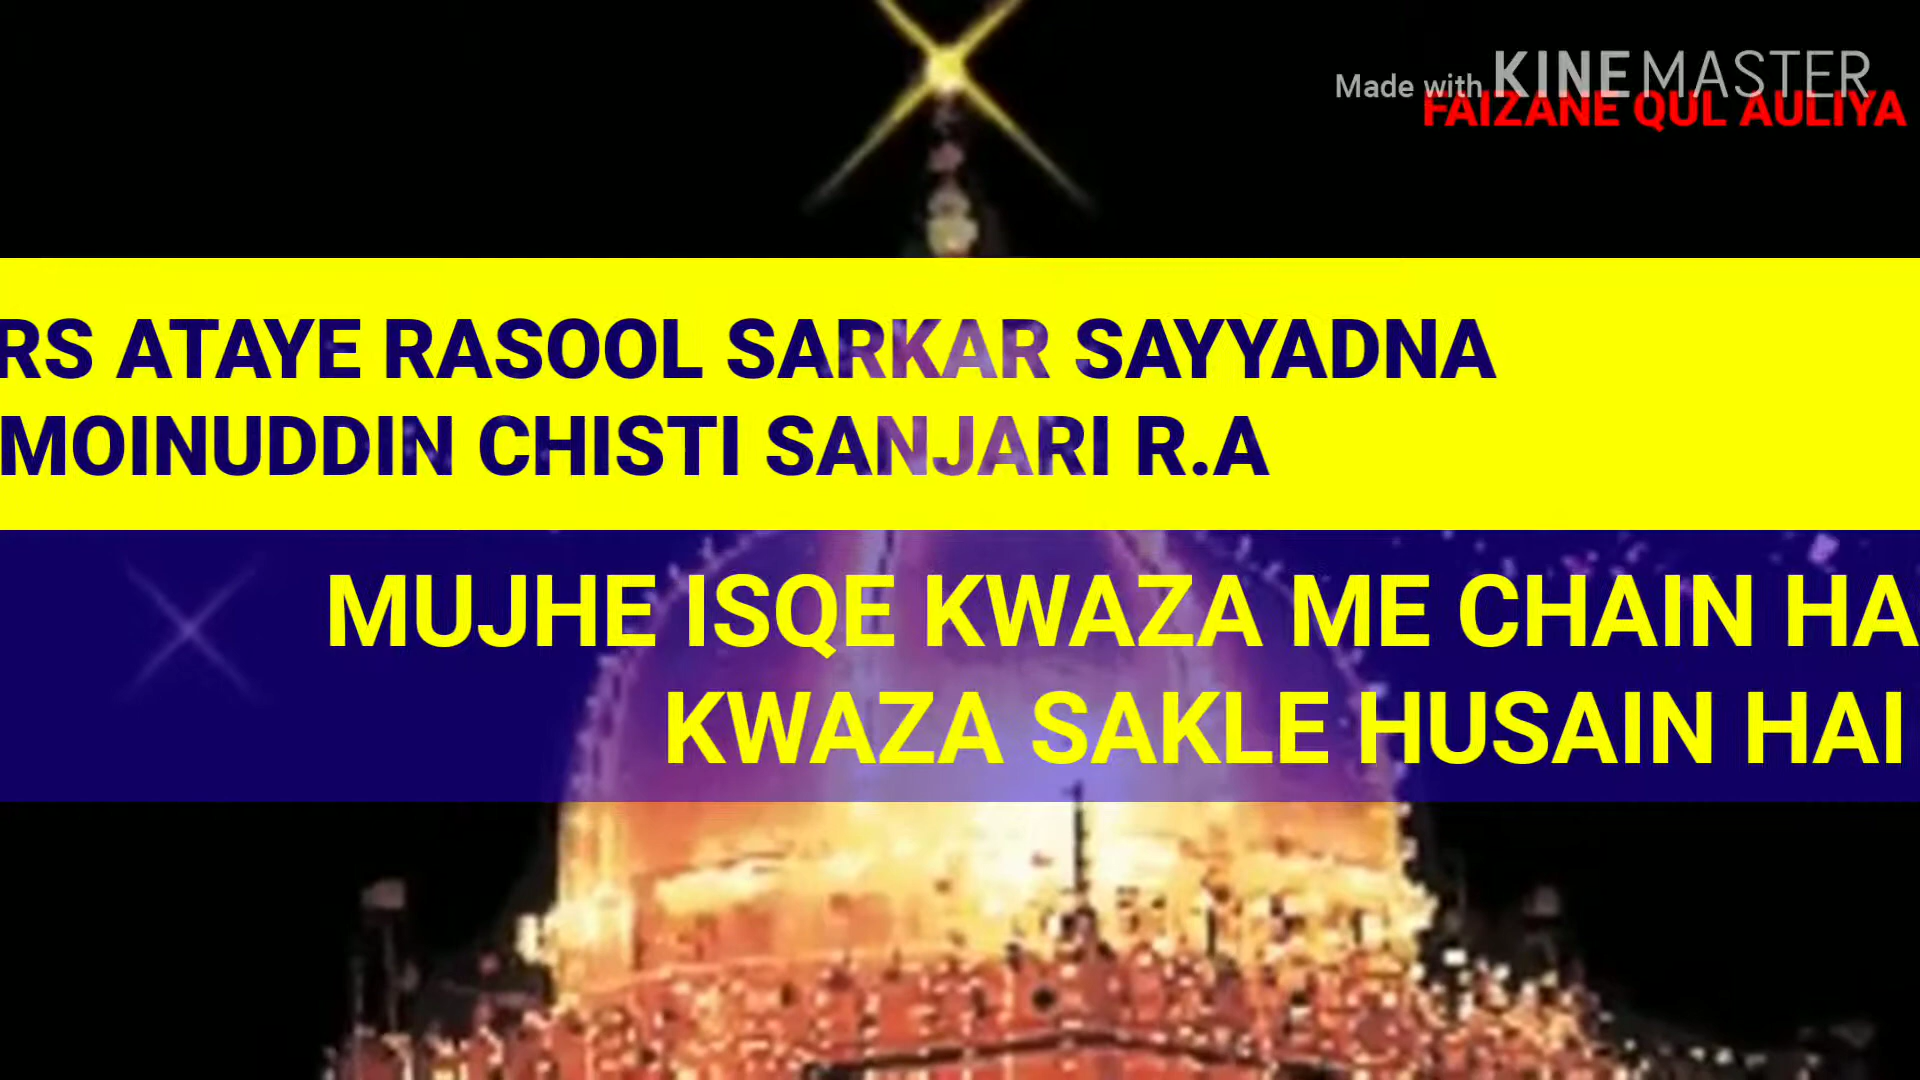 Made with KINEMASTER
FAIZANE QUL AULIYA
RS ATAYE RASOOL SARKAR SAYYADNA
MOINUDDIN CHISTI SANJARI R.A
MUJHE ISQE KWAZA ME CHAIN HA
KWAZA SAKLE HUSAIN HAI